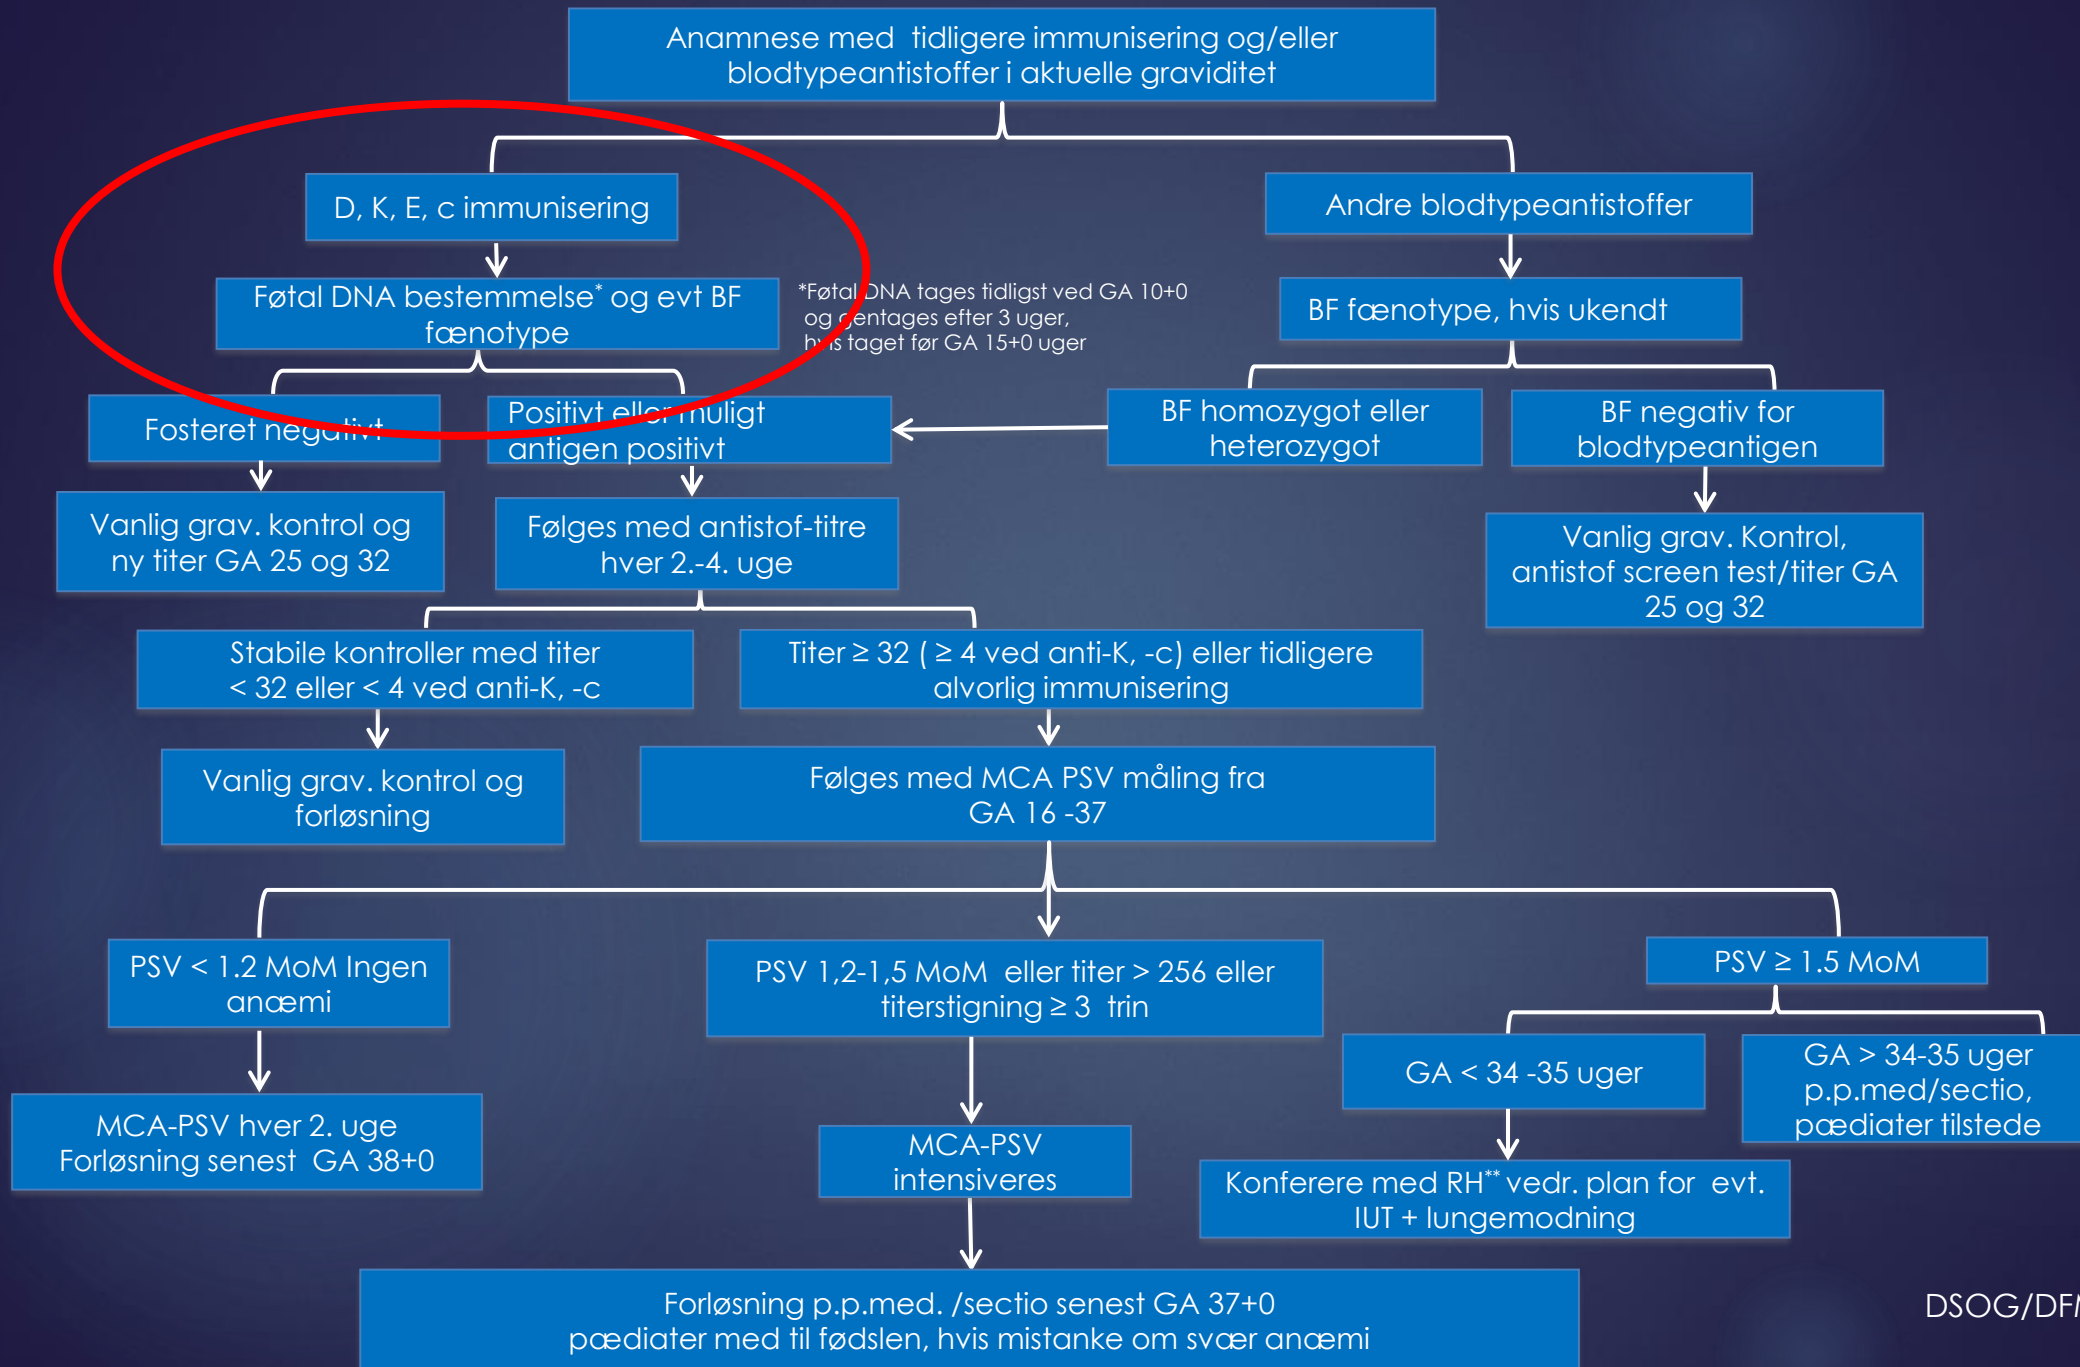 Anamnese med tidligere immunisering og/eller
blodtypeantistoffer i aktuelle graviditet
D, K, E, c immunisering
Andre blodtypeantistoffer
Føtal DNA bestemmelse* og evt BF
fænotype
*Føtal DNA tages tidligst ved GA 10+0
og gentages efter 3 uger,
hvis taget før GA 15+0 uger
BF fænotype, hvis ukendt
Fosteret negativt
Positivt eller muligt
antigen positivt
BF homozygot eller
heterozygot
BF negativ for
blodtypeantigen
Vanlig grav. kontrol og
ny titer GA 25 og 32
Følges med antistof-titre
hver 2.-4. uge
Vanlig grav. Kontrol,
antistof screen test/titer GA
25 og 32
Stabile kontroller med titer
< 32 eller < 4 ved anti-K, -c
Titer ≥ 32 ( ≥ 4 ved anti-K, -c) eller tidligere
alvorlig immunisering
Vanlig grav. kontrol og
forløsning
Følges med MCA PSV måling fra
GA 16 -37
PSV < 1.2 MoM Ingen
anæmi
PSV 1,2-1,5 MoM eller titer > 256 eller
titerstigning ≥ 3 trin
PSV ≥ 1.5 MoM
GA < 34 -35 uger
GA > 34-35 uger
p.p.med/sectio,
pædiater tilstede
MCA-PSV hver 2. uge
Forløsning senest GA 38+0
MCA-PSV
intensiveres
Konferere med RH** vedr. plan for evt.
IUT + lungemodning
Forløsning p.p.med. /sectio senest GA 37+0
pædiater med til fødslen, hvis mistanke om svær anæmi
DSOG/DFM